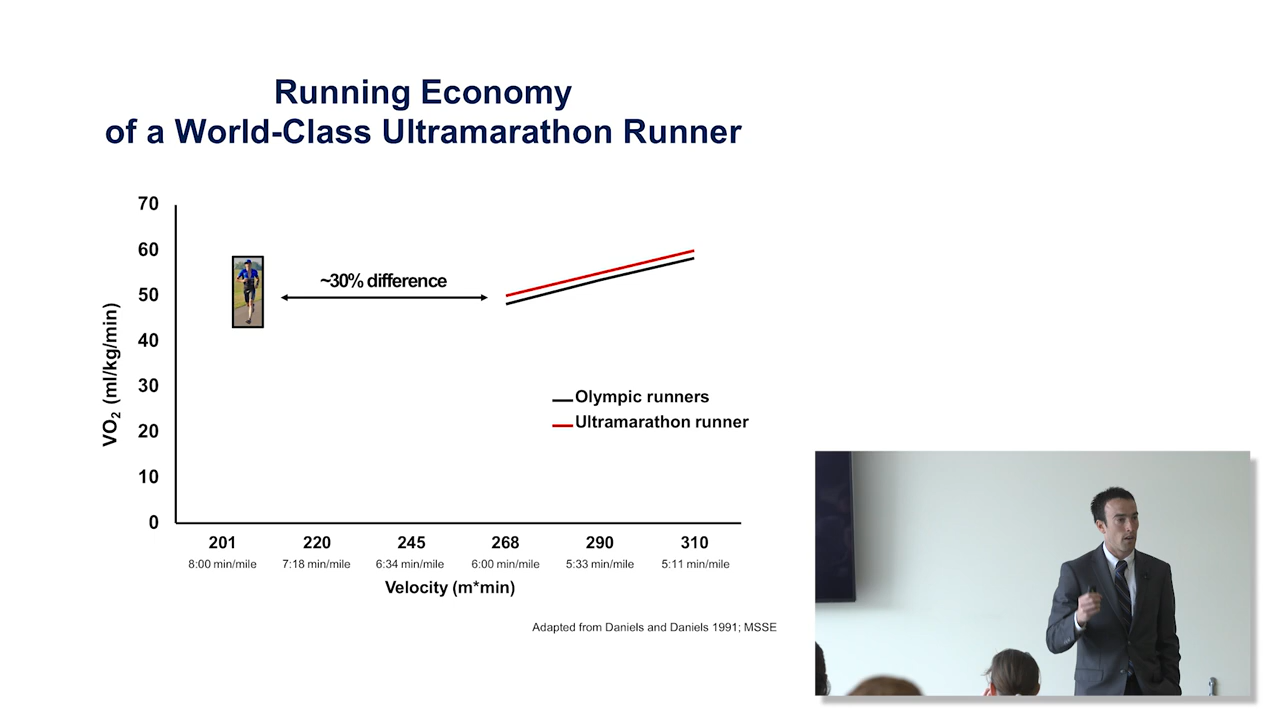 Running Economy
of a World-Class Ultramarathon Runner
70
60
50
40
30
20
10
0
VO2 (ml/kg/min)
~30% difference
Olympic runners
Ultramarathon runner
201 220 245 268 290 310
8:00 min/mile 7:18 min/mile 6:34 min/mile 6:00 min/mile 5:33 min/mile 5:11 min/mile
Velocity (m*min)
Adapted from Daniels and Daniels 1991; MSSE